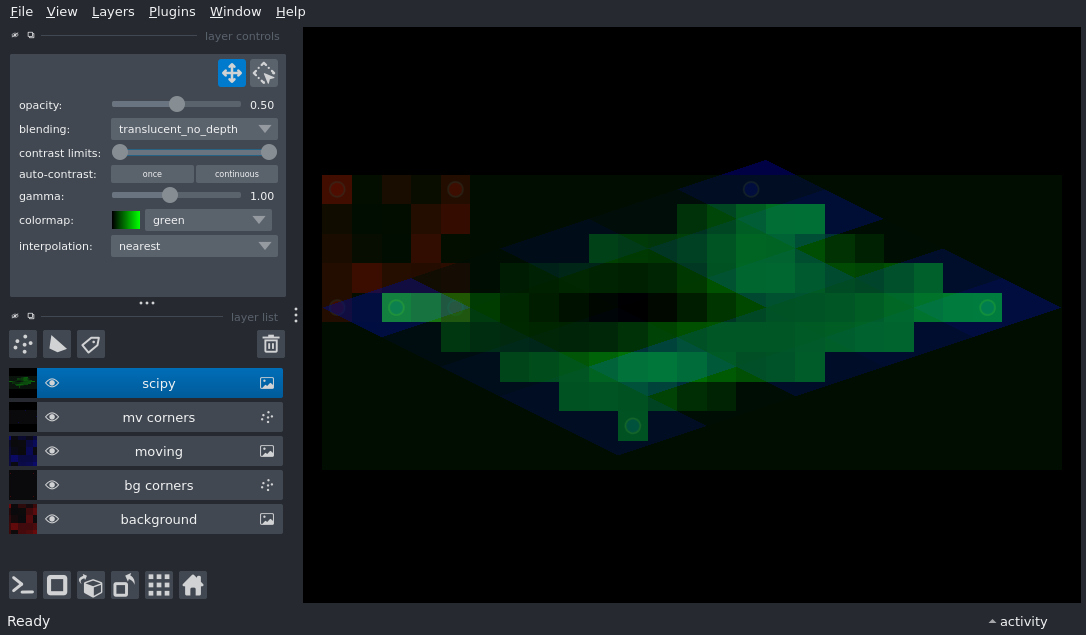 File View Layers Plugins Window Help
layer controls
opacity: 0.50
blending: translucent_no_depth
contrast limits:
auto-contrast: once continuous
gamma: 1.00
colormap: green
interpolation: nearest
layer list
scipy
mv corners
moving
bg corners
background
Ready activity